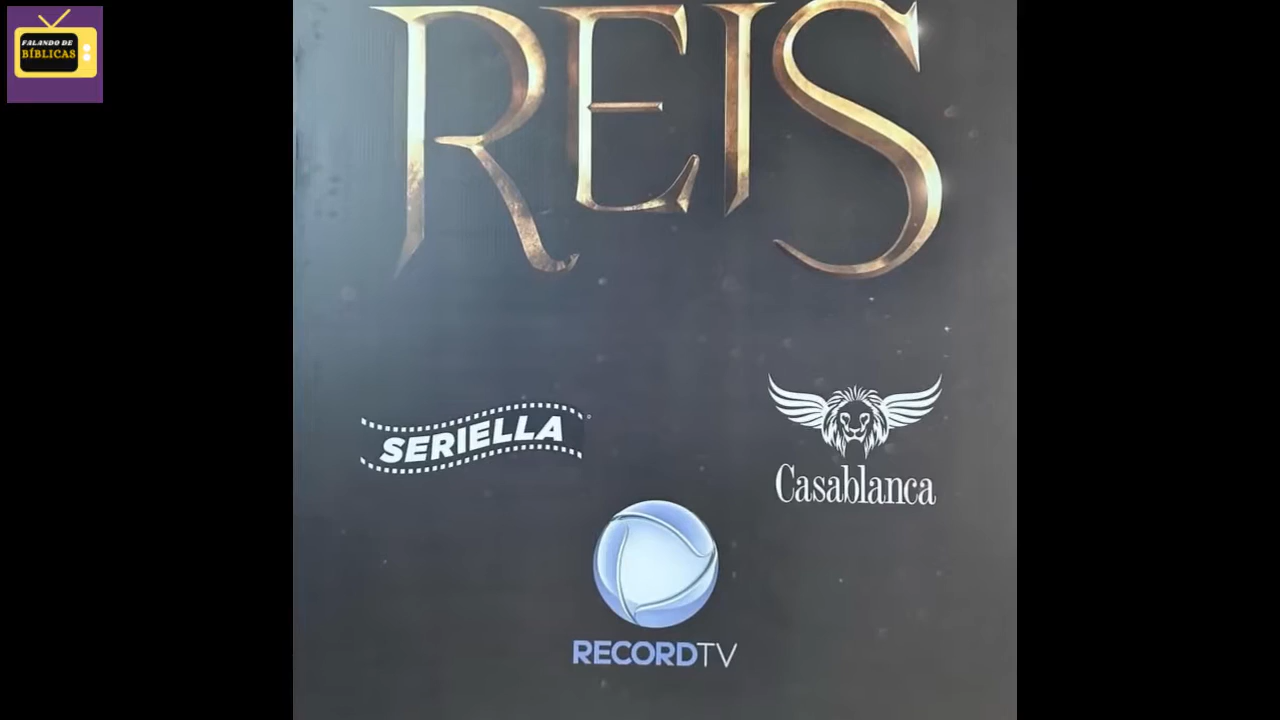 FALANDO DE
BÍBLICAS
REIS
SERIELLA
Casablanca
RECORDTV